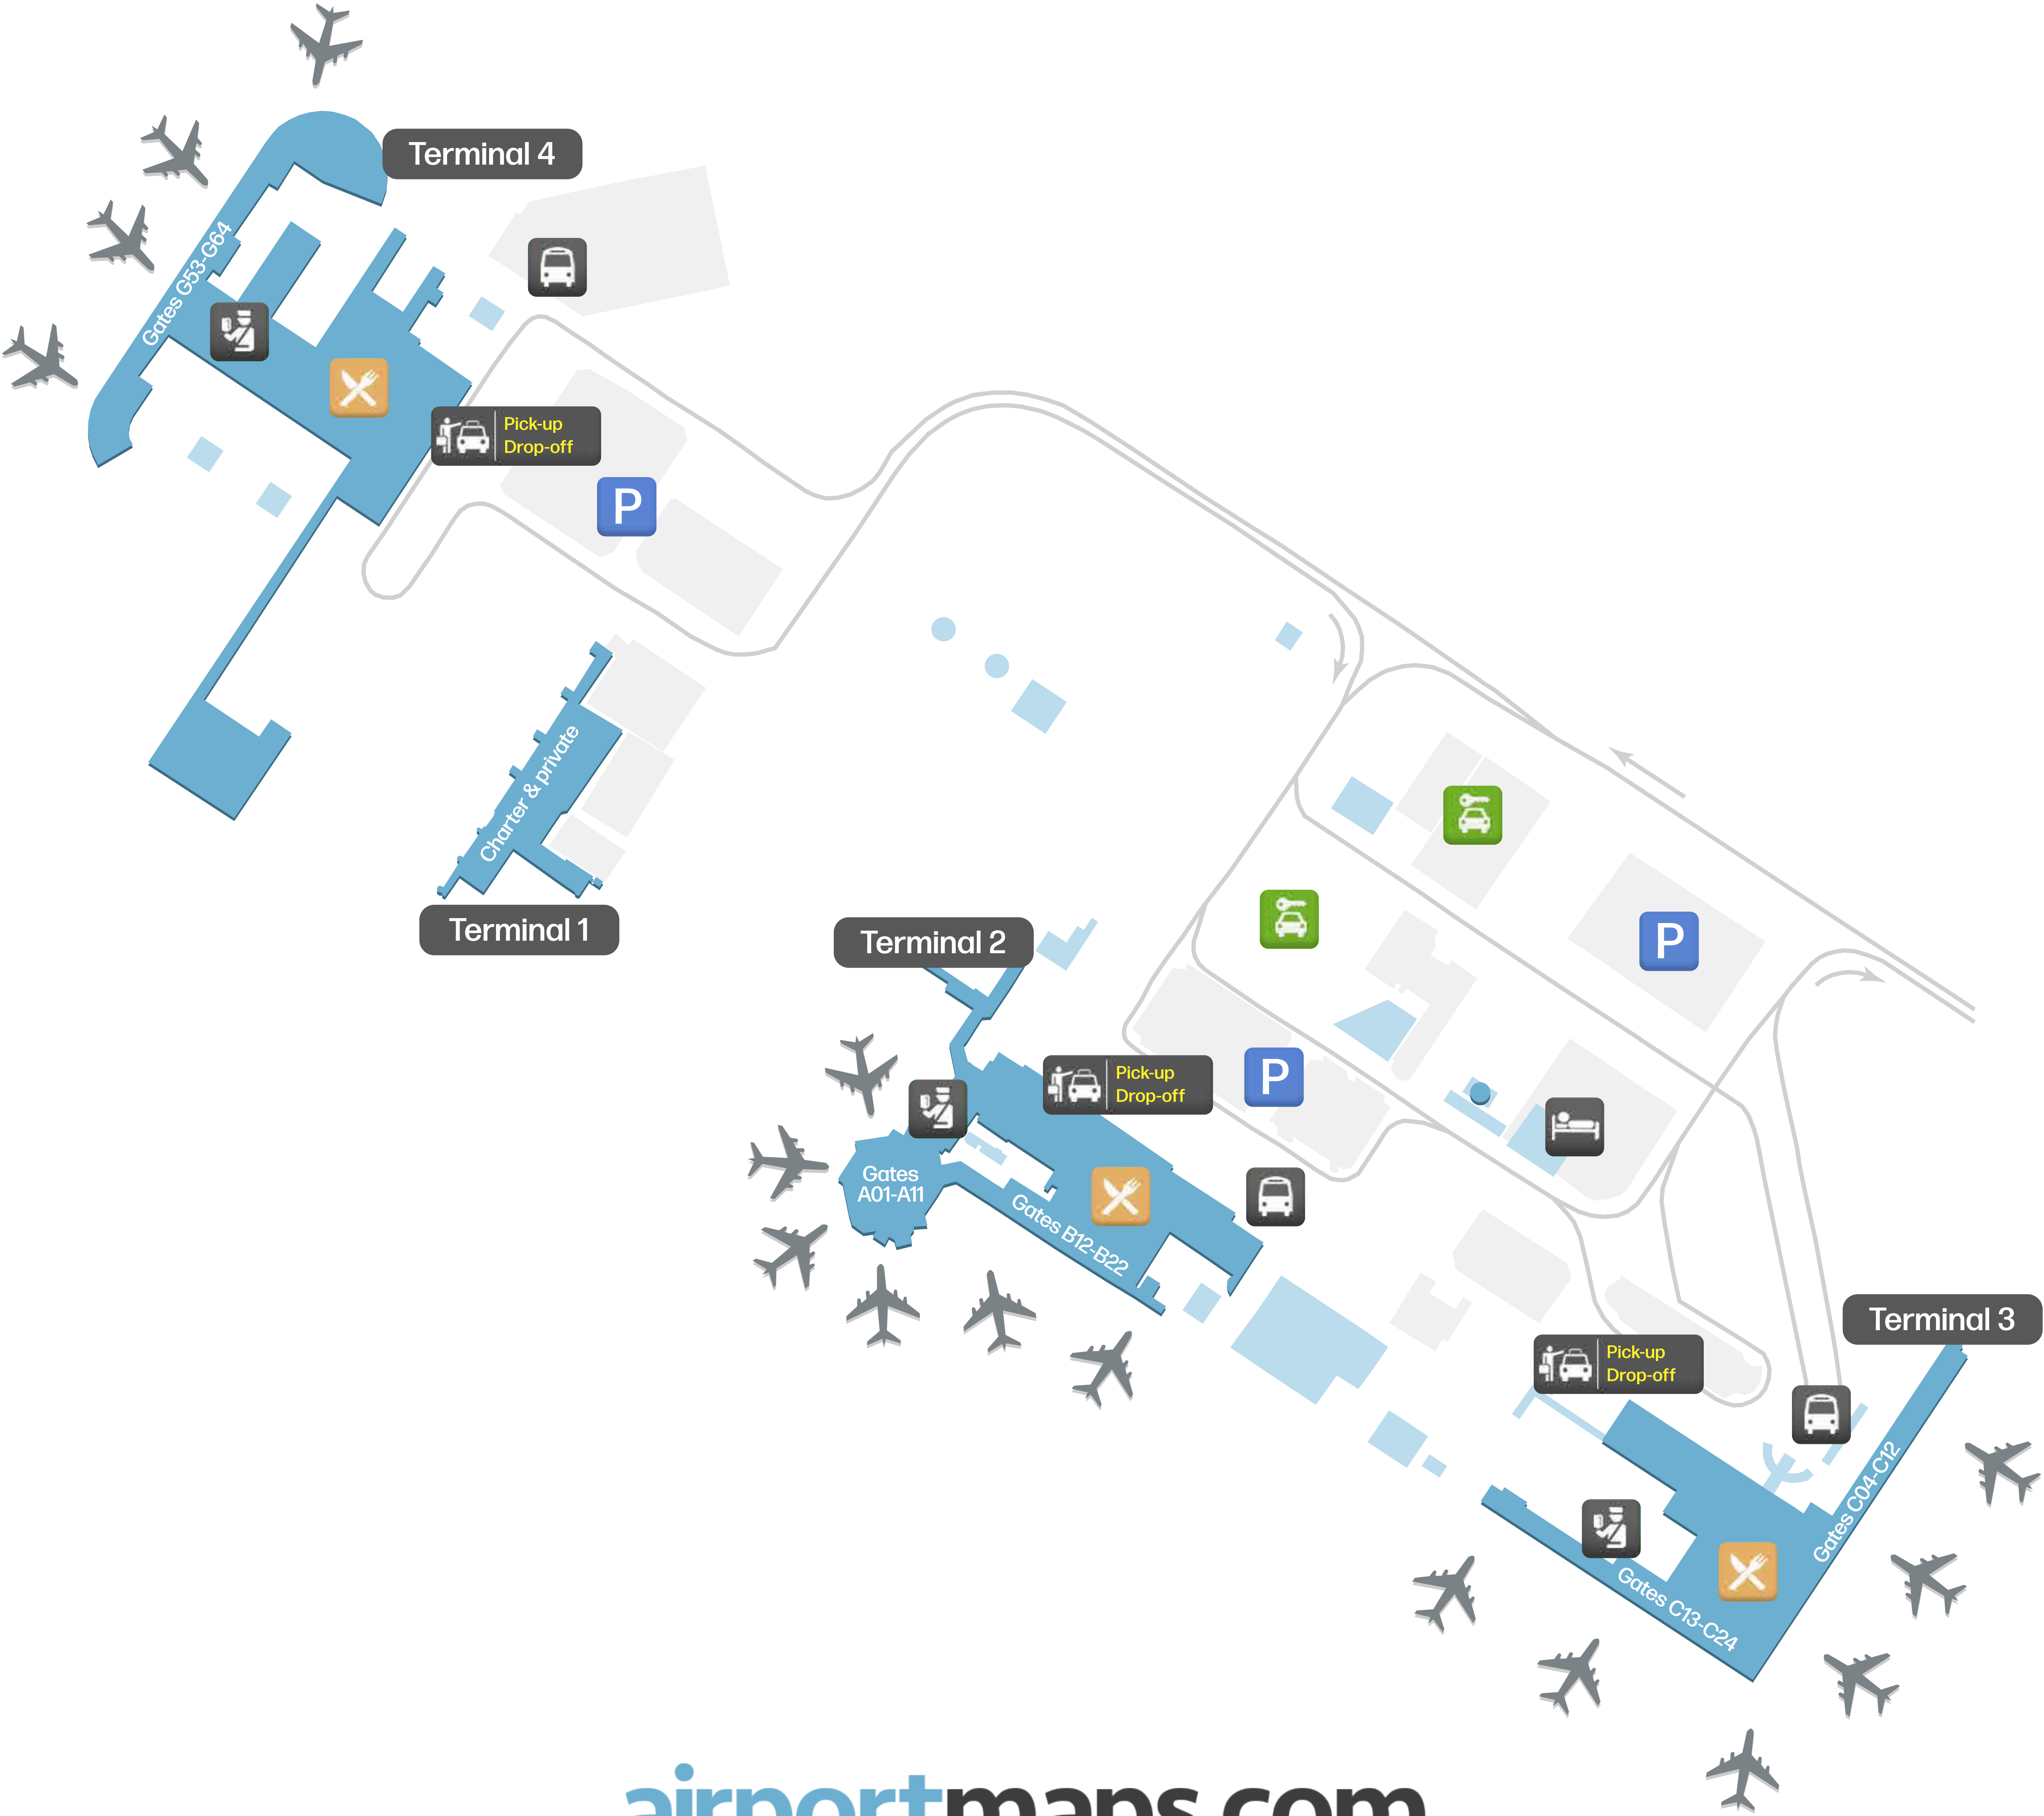 Terminal 4
Gates G53-G64
Pick-up
Drop-off
P
Charter & private
Terminal 1
Terminal 2
P
Pick-up
Drop-off
P
Gates
A01-A11
Gates B12-B22
Terminal 3
Pick-up
Drop-off
Gates C04-C12
Gates C13-C24
airportmaps.com